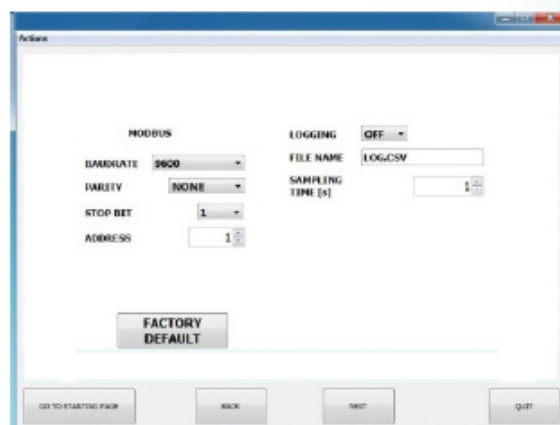 Actions
MODBUS
BAUDRATE 9600
PARITY NONE
STOP BIT 1
ADDRESS 1
LOGGING OFF
FILE NAME LOG.CSV
SAMPLING
TIME [s] 1
FACTORY
DEFAULT
GO TO STARTING PAGE BACK NEXT QUIT